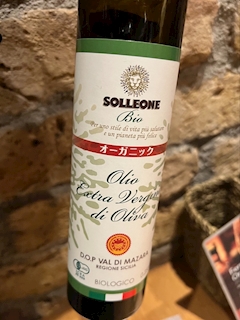 SOLLEONE
Bio
Per uno stile di vita più salutare
e un pianeta più felice
オーガニック
Olio
Extra Vergine
di Oliva
D.O.P VAL DI MAZARA
REGIONE SICILIA
BIOLOGICO